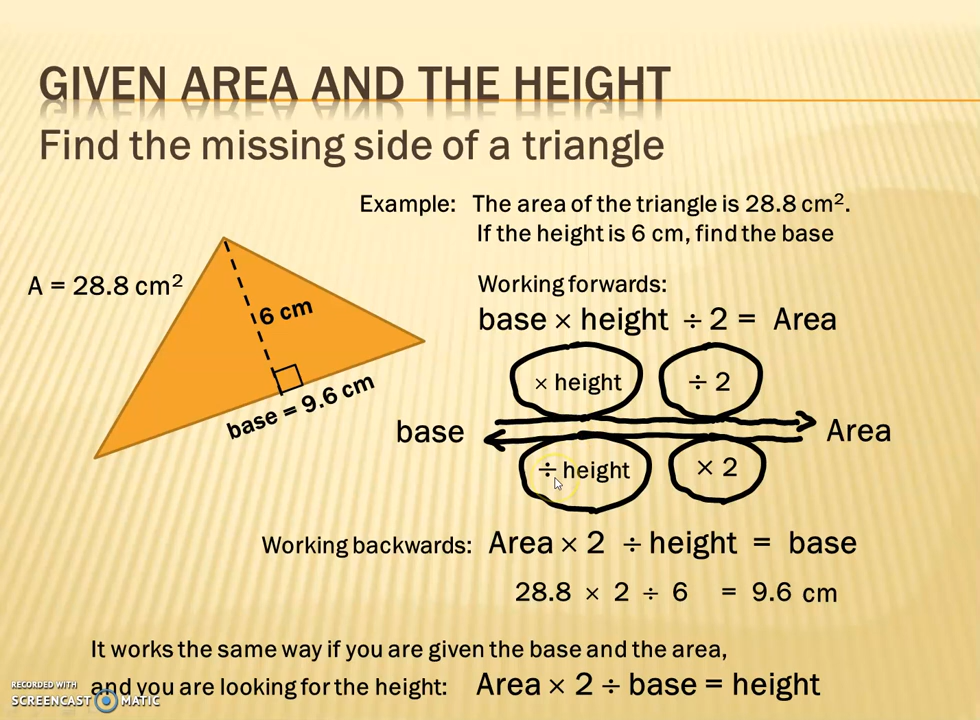 GIVEN AREA AND THE HEIGHT
Find the missing side of a triangle
Example: The area of the triangle is 28.8 cm².
If the height is 6 cm, find the base
A = 28.8 cm²
6 cm
base = 9.6 cm
Working forwards:
base × height ÷ 2 = Area
× height ÷ 2
base Area
÷ height × 2
Working backwards: Area × 2 ÷ height = base
28.8 × 2 ÷ 6 = 9.6 cm
It works the same way if you are given the base and the area,
and you are looking for the height: Area × 2 ÷ base = height
RECORDED WITH
SCREENCAST MATIC